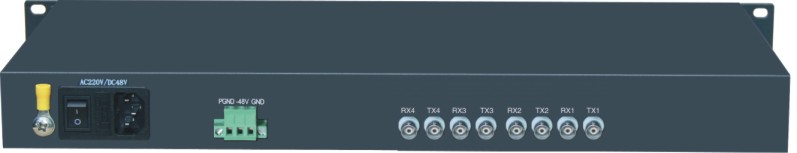 AC220V/DC48V
PGND -48V GND
RX4 TX4 RX3 TX3 RX2 TX2 RX1 TX1